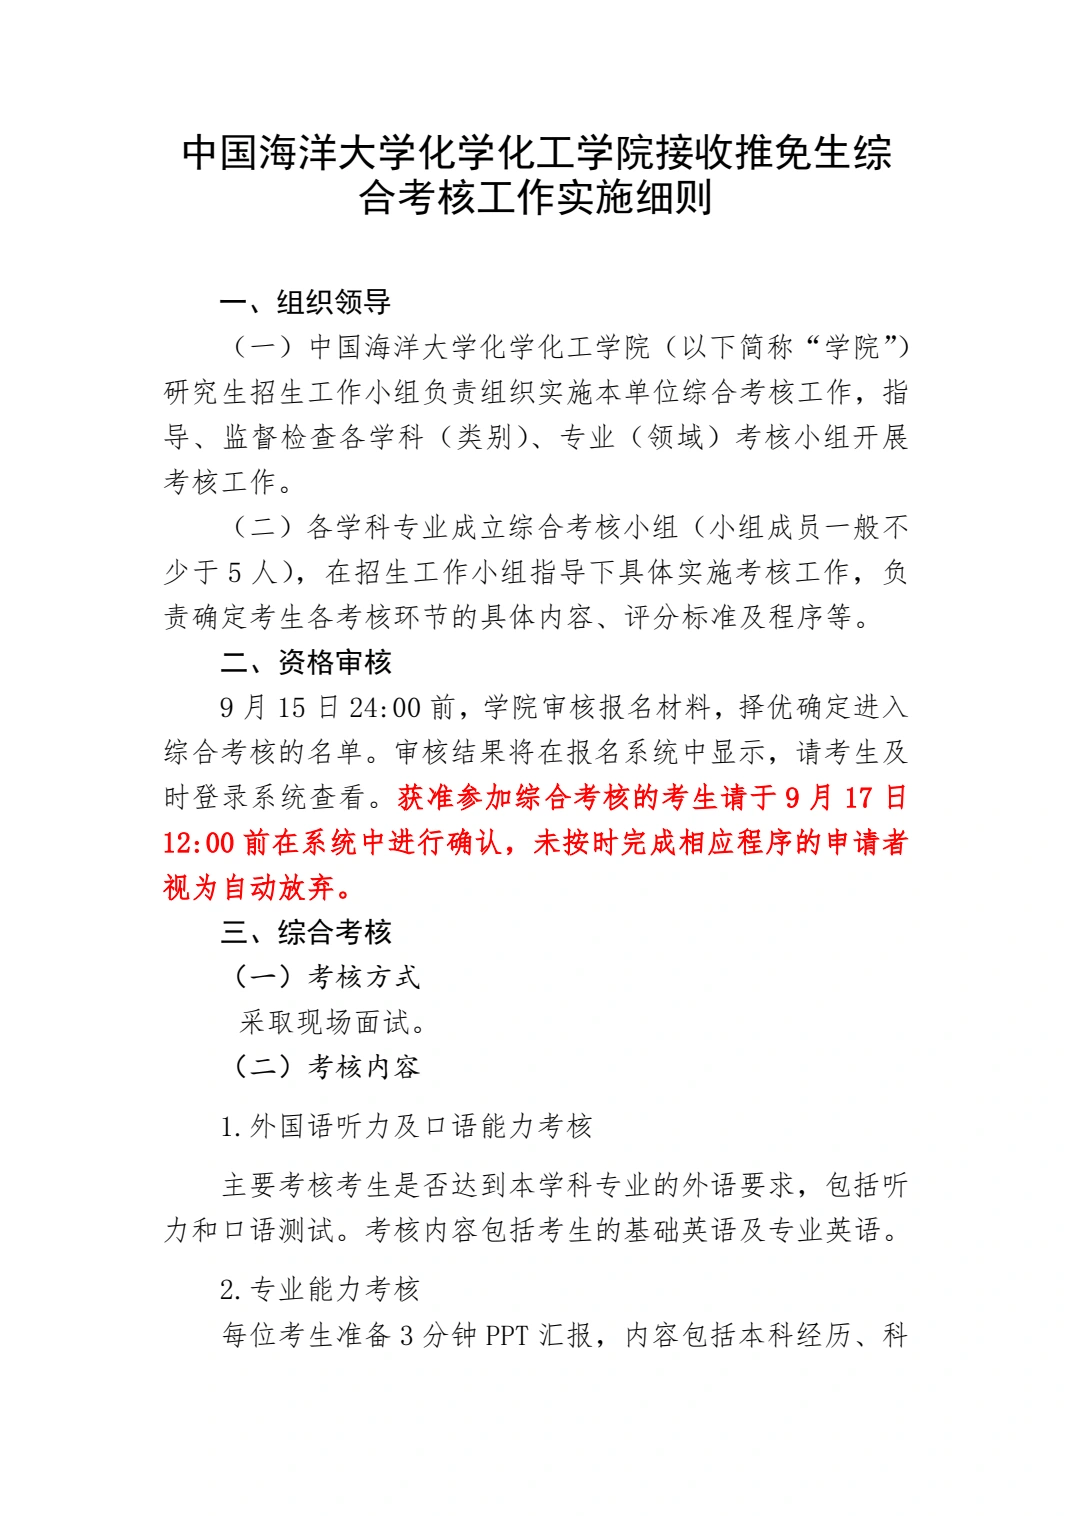 中国海洋大学化学化工学院接收推免生综
合考核工作实施细则
一、组织领导
（一）中国海洋大学化学化工学院（以下简称“学院”）
研究生招生工作小组负责组织实施本单位综合考核工作，指
导、监督检查各学科（类别）、专业（领域）考核小组开展
考核工作。
（二）各学科专业成立综合考核小组（小组成员一般不
少于 5 人），在招生工作小组指导下具体实施考核工作，负
责确定考生各考核环节的具体内容、评分标准及程序等。
二、资格审核
9 月 15 日 24:00 前，学院审核报名材料，择优确定进入
综合考核的名单。审核结果将在报名系统中显示，请考生及
时登录系统查看。获准参加综合考核的考生请于 9 月 17 日
12:00 前在系统中进行确认，未按时完成相应程序的申请者
视为自动放弃。
三、综合考核
（一）考核方式
采取现场面试。
（二）考核内容
1.外国语听力及口语能力考核
主要考核考生是否达到本学科专业的外语要求，包括听
力和口语测试。考核内容包括考生的基础英语及专业英语。
2.专业能力考核
每位考生准备 3 分钟 PPT 汇报，内容包括本科经历、科